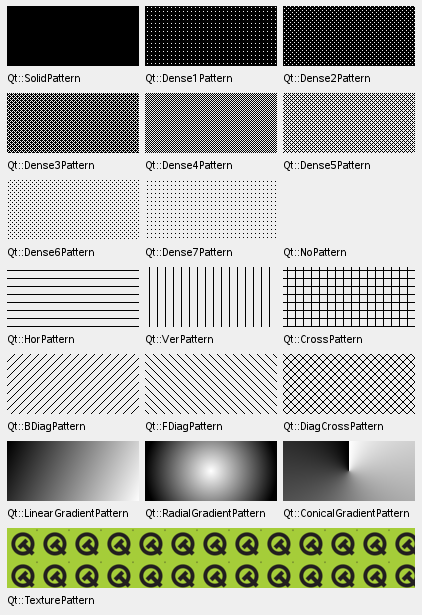 Qt::SolidPattern Qt::Dense1Pattern Qt::Dense2Pattern
Qt::Dense3Pattern Qt::Dense4Pattern Qt::Dense5Pattern
Qt::Dense6Pattern Qt::Dense7Pattern Qt::NoPattern
Qt::HorPattern Qt::VerPattern Qt::CrossPattern
Qt::BDiagPattern Qt::FDiagPattern Qt::DiagCrossPattern
Qt::LinearGradientPattern Qt::RadialGradientPattern Qt::ConicalGradientPattern
Qt::TexturePattern